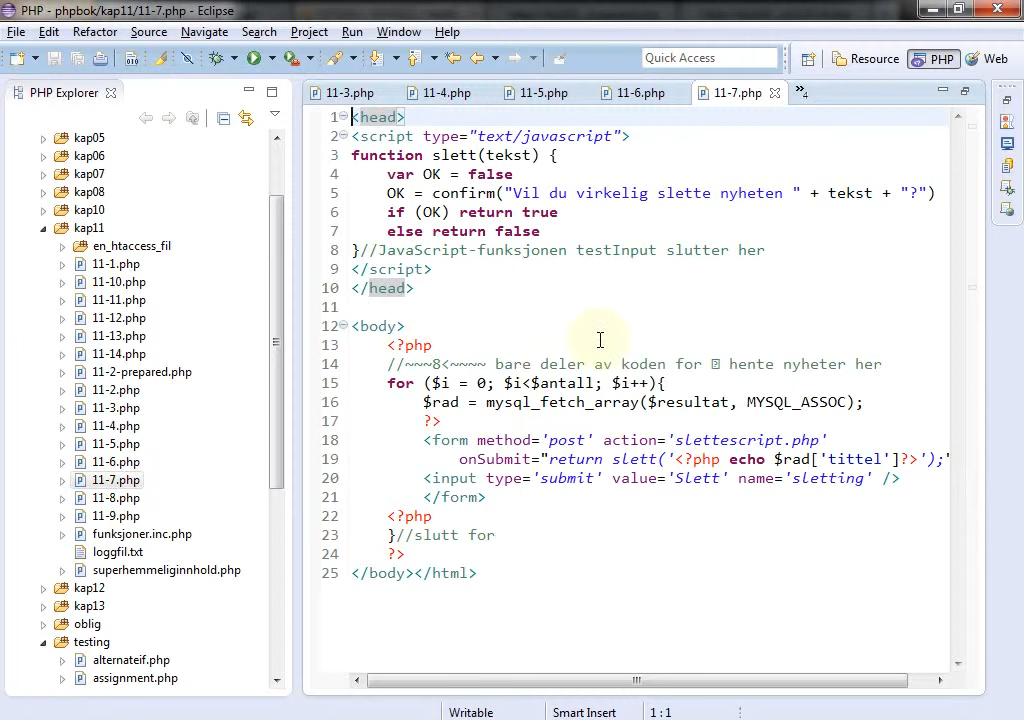 PHP - phpbok/kap11/11-7.php - Eclipse
File Edit Refactor Source Navigate Search Project Run Window Help
Quick Access
Resource
PHP
Web
PHP Explorer
11-3.php
11-4.php
11-5.php
11-6.php
11-7.php
»4
kap05
kap06
kap07
kap08
kap10
kap11
en_htaccess_fil
11-1.php
11-10.php
11-11.php
11-12.php
11-13.php
11-14.php
11-2-prepared.php
11-2.php
11-3.php
11-4.php
11-5.php
11-6.php
11-7.php
11-8.php
11-9.php
funksjoner.inc.php
loggfil.txt
superhemmeliginnhold.php
kap12
kap13
oblig
testing
alternateif.php
assignment.php
1 <head>
2 <script type="text/javascript">
3 function slett(tekst) {
4 var OK = false
5 OK = confirm("Vil du virkelig slette nyheten " + tekst + "?")
6 if (OK) return true
7 else return false
8 }//JavaScript-funksjonen testInput slutter her
9 </script>
10 </head>
11
12 <body>
13 <?php
14 //~~~8<~~~~ bare deler av koden for � hente nyheter her
15 for ($i = 0; $i<$antall; $i++){
16 $rad = mysql_fetch_array($resultat, MYSQL_ASSOC);
17 ?>
18 <form method='post' action='slettescript.php'
19 onSubmit="return slett('<?php echo $rad['tittel']?>');"
20 <input type='submit' value='Slett' name='sletting' />
21 </form>
22 <?php
23 }//slutt for
24 ?>
25 </body></html>
Writable
Smart Insert
1 : 1